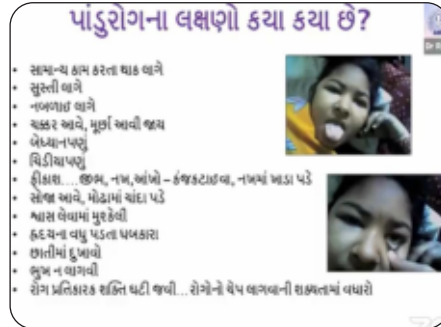 પાંડુરોગના લક્ષણો કયા કયા છે?
• સામાન્ય કામ કરતા થાક લાગે
• સુસ્તી લાગે
• નબળાઇ લાગે
• ચક્કર આવે, મૂર્છા આવી જાય
• બેધ્યાનપણું
• ચિડીયાપણું
• ફીકાશ....જીભ, નખ,આંખો – કંજકટાઇવા, નખમાં ખાડા પડે
• સોજા આવે, મોઢામાં ચાંદા પડે
• શ્વાસ લેવામાં મુશ્કેલી
• હ્રદયના વધુ પડતા ધબકારા
• છાતીમાં દુખાવો
• ભુખ ન લાગવી
• રોગ પ્રતિકારક શક્તિ ઘટી જવી...રોગોનો ચેપ લાગવાની શક્યતામાં વધારો